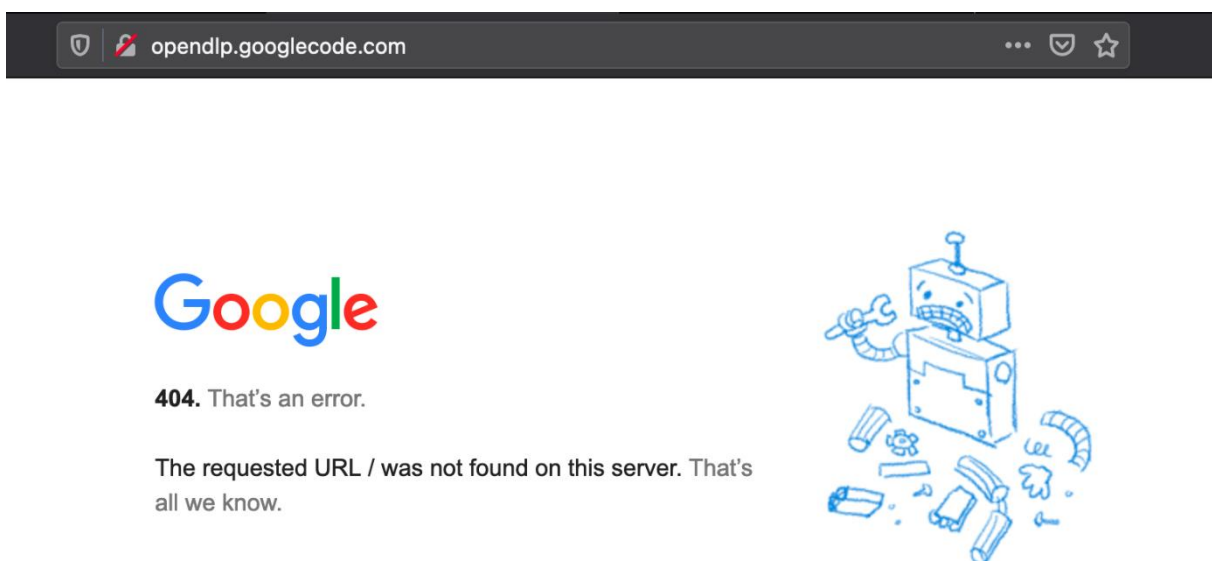 opendlp.googlecode.com
Google
404. That's an error.
The requested URL / was not found on this server. That's
all we know.